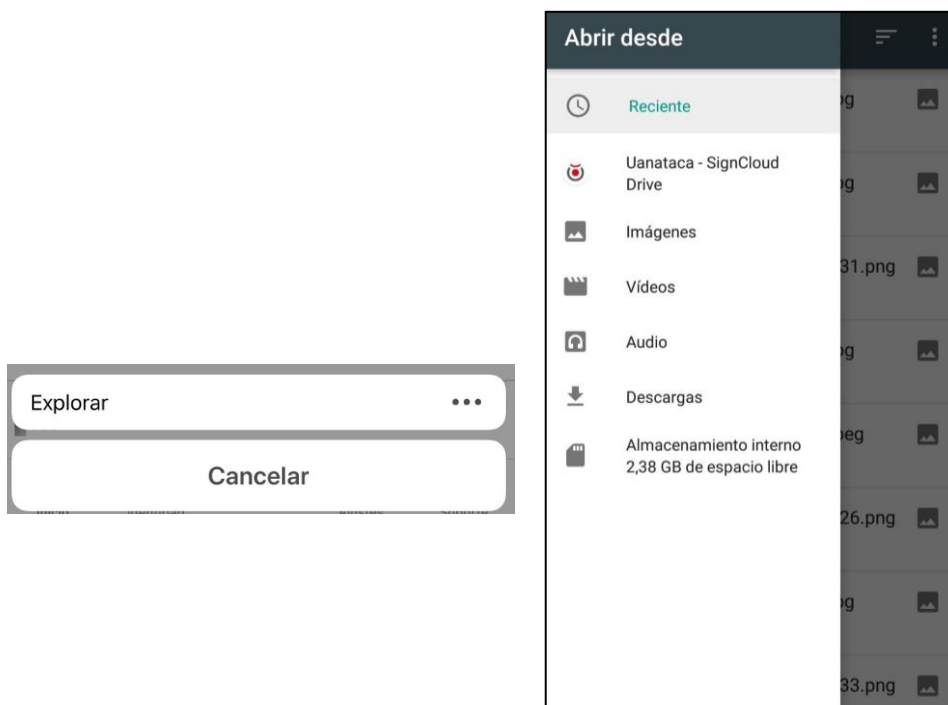 Explorar
Cancelar
Abrir desde
Reciente
Uanataca - SignCloud
Drive
Imágenes
Vídeos
Audio
Descargas
Almacenamiento interno
2,38 GB de espacio libre
31.png
26.png
33.png